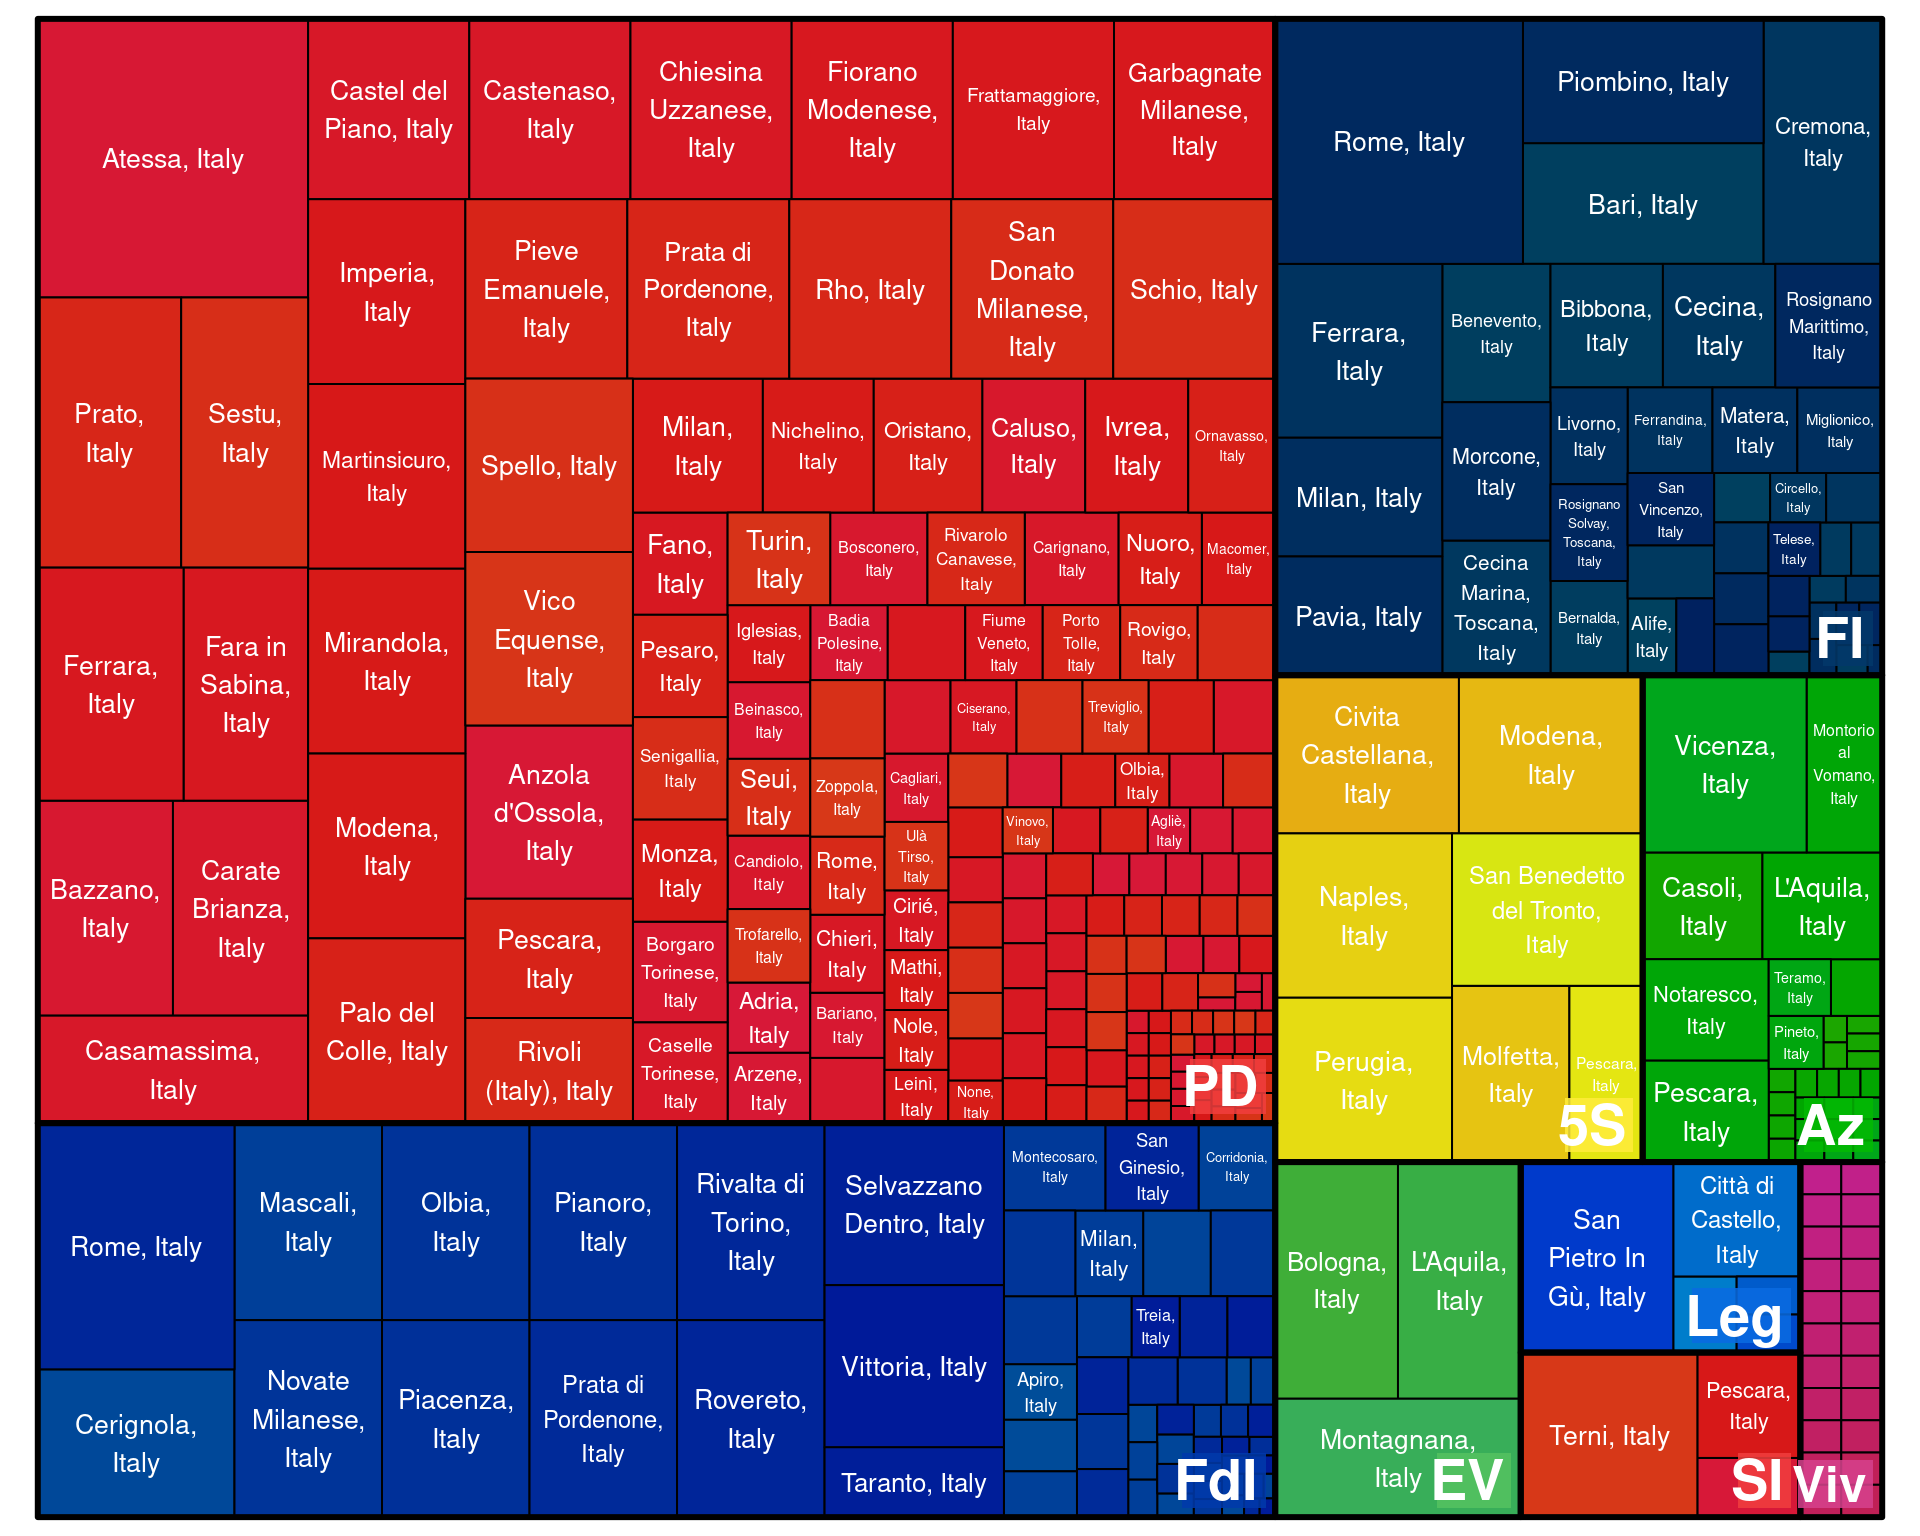 Atessa, Italy
Castel del
Piano, Italy
Castenaso,
Italy
Chiesina
Uzzanese,
Italy
Fiorano
Modenese,
Italy
Frattamaggiore,
Italy
Garbagnate
Milanese,
Italy
Imperia,
Italy
Pieve
Emanuele,
Italy
Prata di
Pordenone,
Italy
Rho, Italy
San
Donato
Milanese,
Italy
Schio, Italy
Prato,
Italy
Sestu,
Italy
Martinsicuro,
Italy
Spello, Italy
Milan,
Italy
Nichelino,
Italy
Oristano,
Italy
Caluso,
Italy
Ivrea,
Italy
Ornavasso,
Italy
Fano,
Italy
Turin,
Italy
Bosconero,
Italy
Rivarolo
Canavese,
Italy
Carignano,
Italy
Nuoro,
Italy
Macomer,
Italy
Ferrara,
Italy
Fara in
Sabina,
Italy
Mirandola,
Italy
Vico
Equense,
Italy
Pesaro,
Italy
Iglesias,
Italy
Badia
Polesine,
Italy
Fiume
Veneto,
Italy
Porto
Tolle,
Italy
Rovigo,
Italy
Beinasco,
Italy
Ciserano,
Italy
Treviglio,
Italy
Senigallia,
Italy
Seui,
Italy
Zoppola,
Italy
Cagliari,
Italy
Olbia,
Italy
Modena,
Italy
Anzola
d'Ossola,
Italy
Monza,
Italy
Candiolo,
Italy
Rome,
Italy
Ulà
Tirso,
Italy
Vinovo,
Italy
Agliè,
Italy
Bazzano,
Italy
Carate
Brianza,
Italy
Pescara,
Italy
Borgaro
Torinese,
Italy
Trofarello,
Italy
Chieri,
Italy
Cirié,
Italy
Mathi,
Italy
Palo del
Colle, Italy
Adria,
Italy
Bariano,
Italy
Nole,
Italy
Casamassima,
Italy
Rivoli
(Italy), Italy
Caselle
Torinese,
Italy
Arzene,
Italy
Leinì,
Italy
None,
Italy
PD
Rome, Italy
Piombino, Italy
Bari, Italy
Cremona,
Italy
Ferrara,
Italy
Benevento,
Italy
Bibbona,
Italy
Cecina,
Italy
Rosignano
Marittimo,
Italy
Milan, Italy
Morcone,
Italy
Livorno,
Italy
Ferrandina,
Italy
Matera,
Italy
Miglionico,
Italy
Rosignano
Solvay,
Toscana,
Italy
San
Vincenzo,
Italy
Circello,
Italy
Telese,
Italy
Pavia, Italy
Cecina
Marina,
Toscana,
Italy
Bernalda,
Italy
Alife,
Italy
FI
Civita
Castellana,
Italy
Modena,
Italy
Naples,
Italy
San Benedetto
del Tronto,
Italy
Perugia,
Italy
Molfetta,
Italy
Pescara,
Italy
5S
Vicenza,
Italy
Montorio
al
Vomano,
Italy
Casoli,
Italy
L'Aquila,
Italy
Notaresco,
Italy
Teramo,
Italy
Pineto,
Italy
Pescara,
Italy
Az
Rome, Italy
Mascali,
Italy
Olbia,
Italy
Pianoro,
Italy
Rivalta di
Torino,
Italy
Selvazzano
Dentro, Italy
Montecosaro,
Italy
San
Ginesio,
Italy
Corridonia,
Italy
Milan,
Italy
Treia,
Italy
Vittoria, Italy
Apiro,
Italy
Cerignola,
Italy
Novate
Milanese,
Italy
Piacenza,
Italy
Prata di
Pordenone,
Italy
Rovereto,
Italy
Taranto, Italy
FdI
Bologna,
Italy
L'Aquila,
Italy
Montagnana,
Italy
EV
San
Pietro In
Gù, Italy
Città di
Castello,
Italy
Leg
Terni, Italy
Pescara,
Italy
SI
Viv